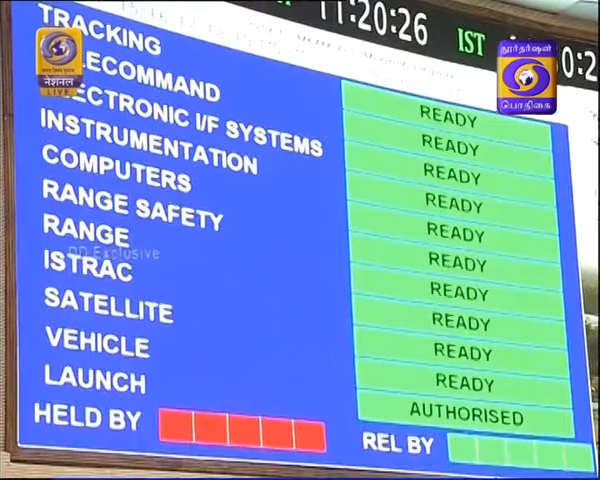 11:20:26 IST
TRACKING
ELECOMMAND READY
ECTRONIC I/F SYSTEMS READY
INSTRUMENTATION READY
COMPUTERS READY
RANGE SAFETY READY
RANGE READY
ISTRAC READY
SATELLITE READY
VEHICLE READY
LAUNCH READY
AUTHORISED
HELD BY REL BY
नेशनल
LIVE
தூர்தர்ஷன்
பொதிகை
DD Exclusive